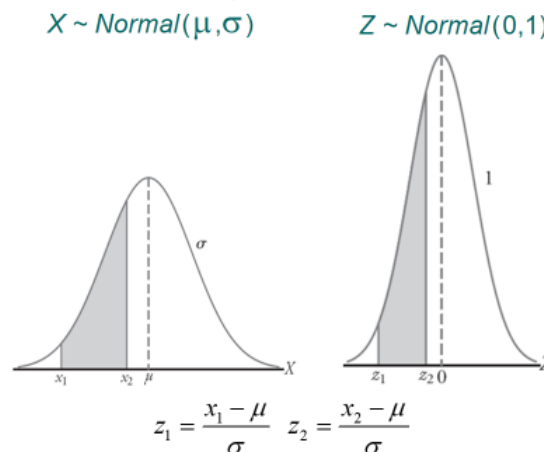 X ~ Normal(μ,σ)
Z ~ Normal(0,1)
σ
1
x₁ x₂ μ X
z₁ z₂ 0
z₁ = (x₁ − μ)/σ z₂ = (x₂ − μ)/σ